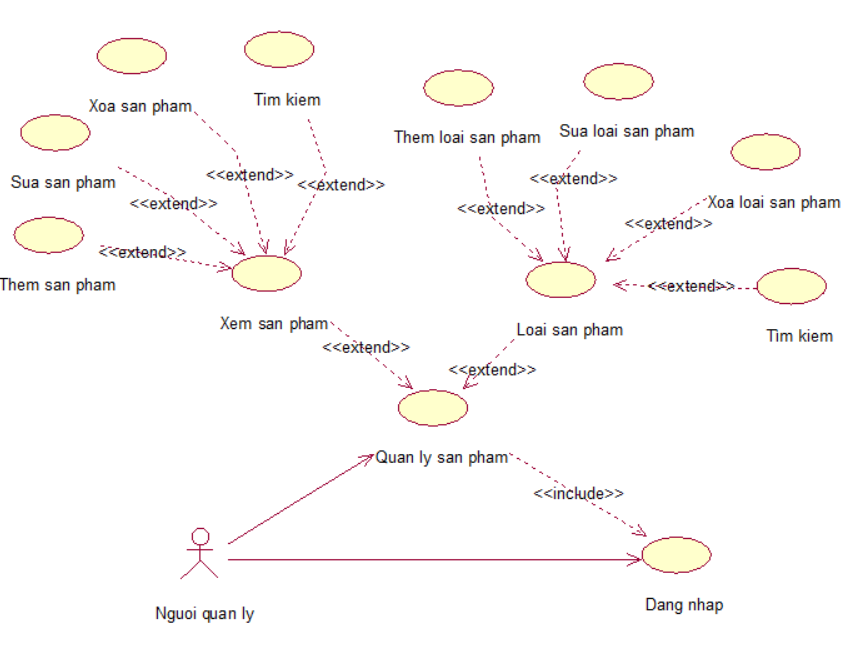 Xoa san pham
Tim kiem
Them loai san pham
Sua loai san pham
Sua san pham
<<extend>>
<<extend>>
<<extend>>
<<extend>>
<<extend>>
Xoa loai san pham
<<extend>>
Them san pham
<<extend>>
<<extend>>
Xem san pham
Loai san pham
Tim kiem
<<extend>>
<<extend>>
Quan ly san pham
<<include>>
Nguoi quan ly
Dang nhap